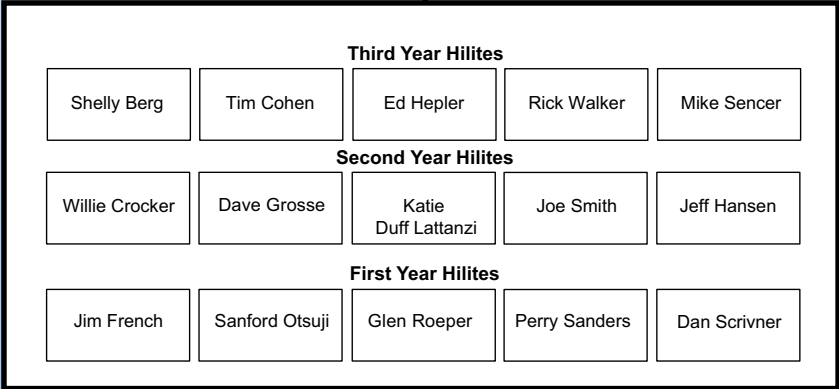 Third Year Hilites
Shelly Berg
Tim Cohen
Ed Hepler
Rick Walker
Mike Sencer
Second Year Hilites
Willie Crocker
Dave Grosse
Katie
Duff Lattanzi
Joe Smith
Jeff Hansen
First Year Hilites
Jim French
Sanford Otsuji
Glen Roeper
Perry Sanders
Dan Scrivner